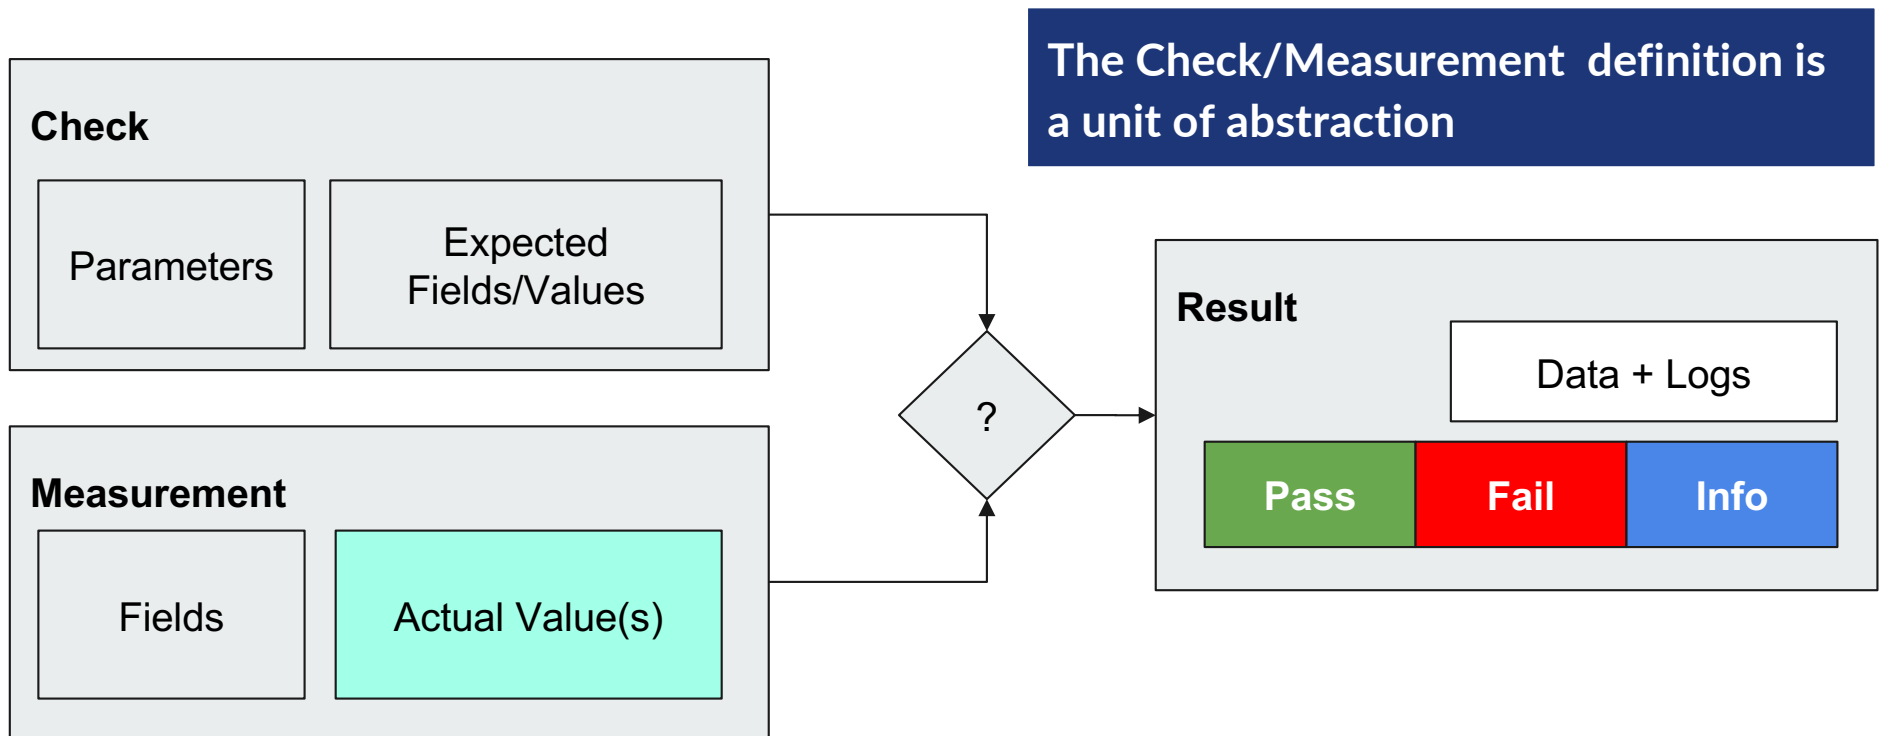 The Check/Measurement  definition is
a unit of abstraction
Check
Parameters
Expected
Fields/Values
Measurement
Fields
Actual Value(s)
?
Result
Data + Logs
Pass
Fail
Info